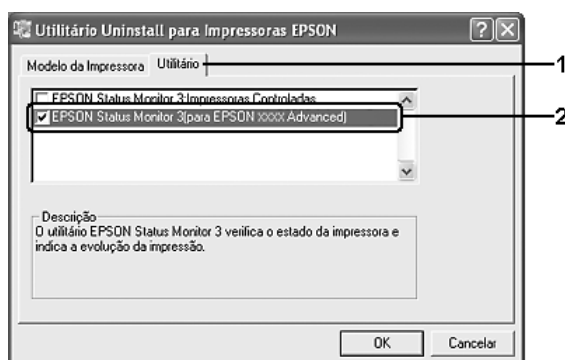 Utilitário Uninstall para Impressoras EPSON
Modelo da Impressora Utilitário 1
EPSON Status Monitor 3:Impressoras Controladas
EPSON Status Monitor 3(para EPSON XXXX Advanced) 2
Descrição
O utilitário EPSON Status Monitor 3 verifica o estado da impressora e
indica a evolução da impressão.
OK Cancelar